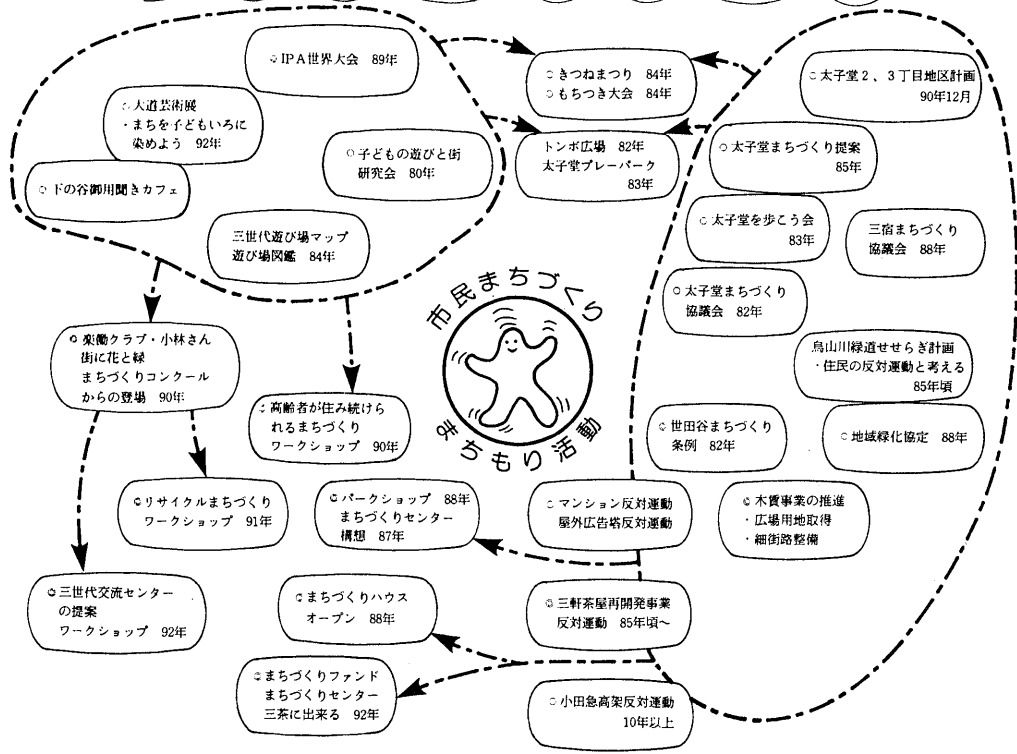 ○IPA世界大会 89年
○大道芸術展
・まちを子どもいろに
染めよう 92年
○下の谷御用聞きカフェ
○子どもの遊びと街
研究会 80年
三世代遊び場マップ
遊び場図鑑 84年
○きつねまつり 84年
○もちつき大会 84年
トンボ広場 82年
太子堂プレーパーク
83年
○太子堂2、3丁目地区計画
90年12月
○太子堂まちづくり提案
85年
○太子堂を歩こう会
83年
三宿まちづくり
協議会 88年
○太子堂まちづくり
協議会 82年
烏山川緑道せせらぎ計画
・住民の反対運動と考える
85年頃
○世田谷まちづくり
条例 82年
○地域緑化協定 88年
◎木賃事業の推進
・広場用地取得
・細街路整備
市民まちづくり
まちもり活動
◎楽働クラブ・小林さん
街に花と緑
まちづくりコンクール
からの登場 90年
○高齢者が住み続けら
れるまちづくり
ワークショップ 90年
◎リサイクルまちづくり
ワークショップ 91年
◎パークショップ 88年
まちづくりセンター
構想 87年
○マンション反対運動
屋外広告塔反対運動
◎三世代交流センター
の提案
ワークショップ 92年
◎まちづくりハウス
オープン 88年
◎三軒茶屋再開発事業
反対運動 85年頃~
◎まちづくりファンド
まちづくりセンター
三茶に出来る 92年
○小田急高架反対運動
10年以上